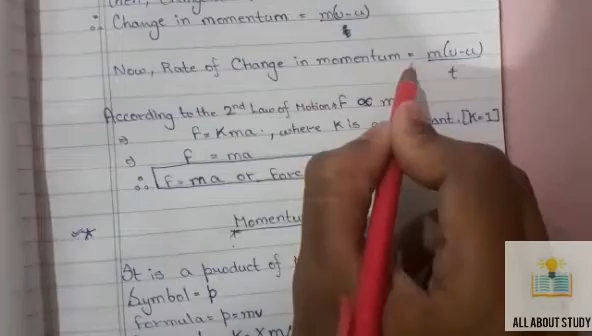 ∴ Change in momentum = m(v-u)
t
Now, Rate of Change in momentum = m(v-u)
t
According to the 2nd Law of Motion, f ∝ m
⇒ f = Kma, where K is [K=1]
⇒ f = ma
∴ f = ma or
Momentu
It is a product of
Symbol = p
formula = p = mv
ALL ABOUT STUDY